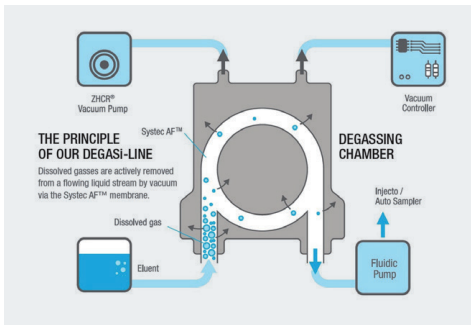 ZHCR®
Vacuum Pump
Vacuum
Controller
Systec AF™
THE PRINCIPLE
OF OUR DEGASi-LINE
Dissolved gasses are actively removed
from a flowing liquid stream by vacuum
via the Systec AF™ membrane.
DEGASSING
CHAMBER
Dissolved gas
Eluent
Injecto /
Auto Sampler
Fluidic
Pump